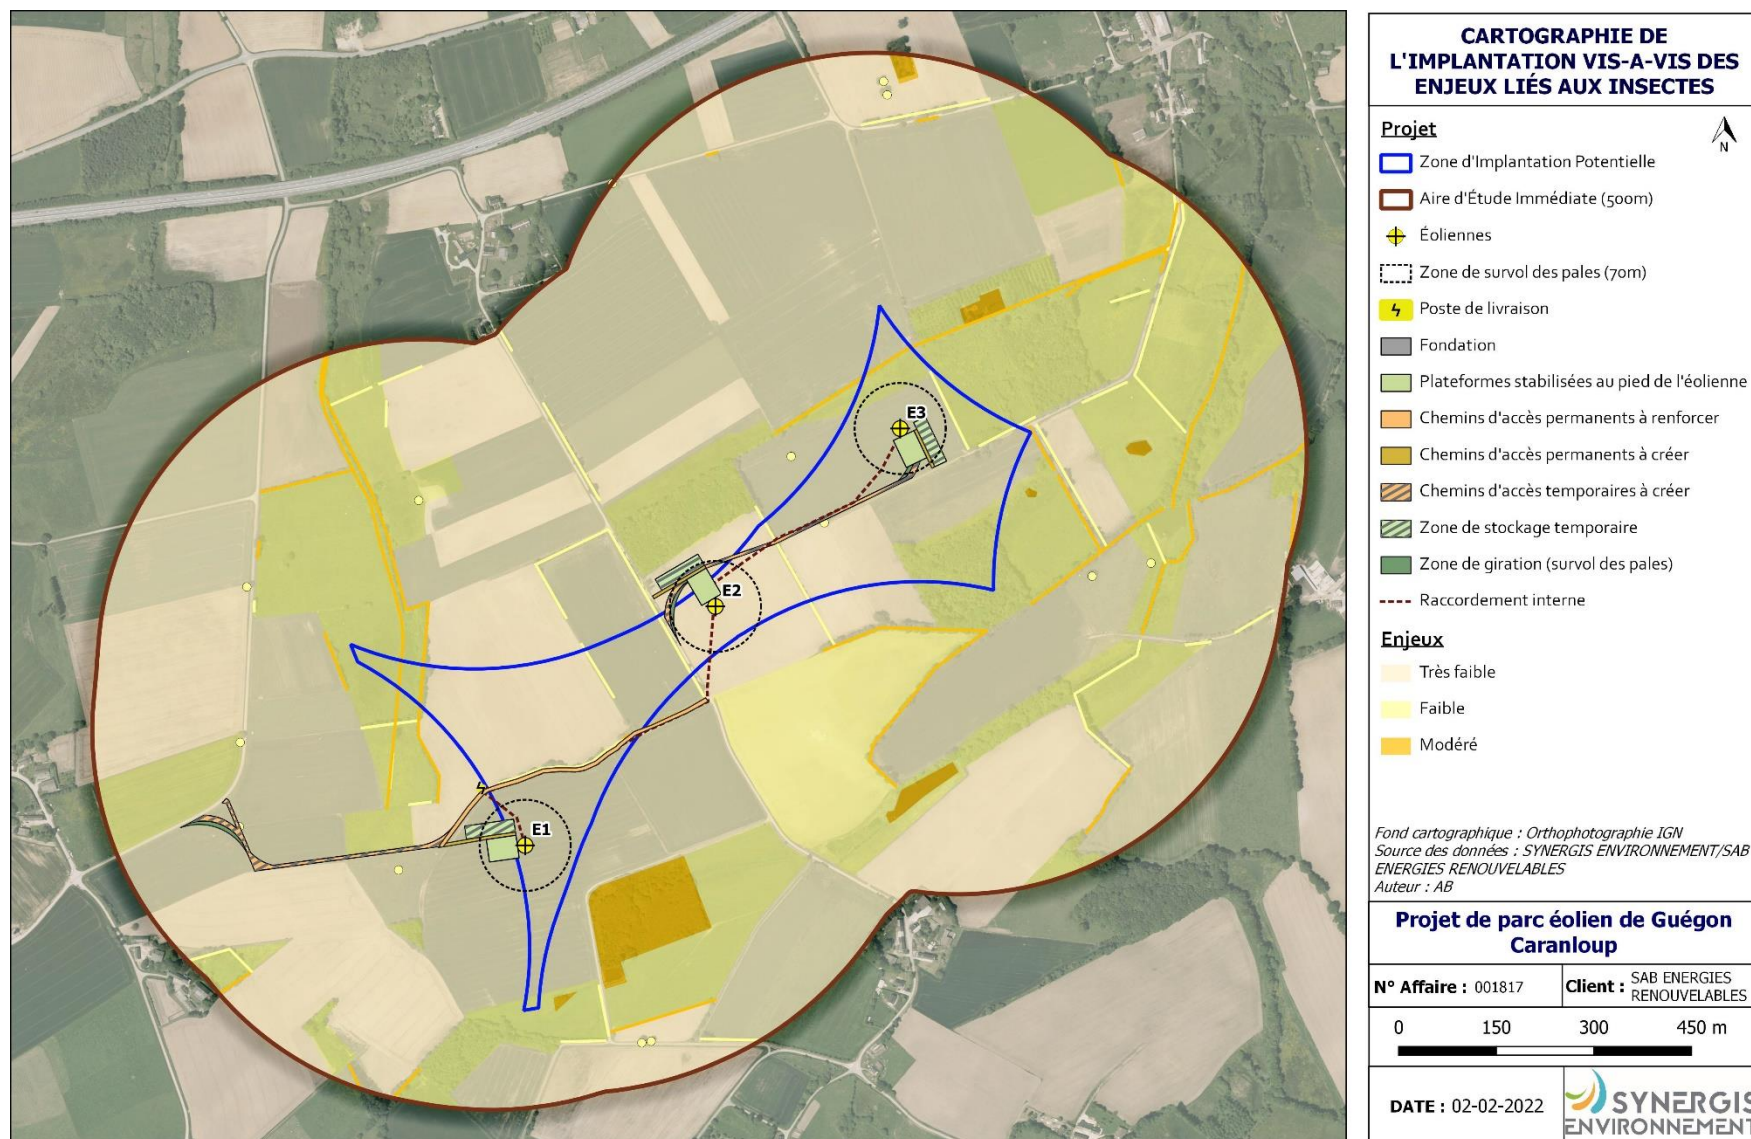 E3
E2
E1
CARTOGRAPHIE DE
L'IMPLANTATION VIS-A-VIS DES
ENJEUX LIÉS AUX INSECTES
Projet
N
Zone d'Implantation Potentielle
Aire d'Étude Immédiate (500m)
Éoliennes
Zone de survol des pales (70m)
Poste de livraison
Fondation
Plateformes stabilisées au pied de l'éolienne
Chemins d'accès permanents à renforcer
Chemins d'accès permanents à créer
Chemins d'accès temporaires à créer
Zone de stockage temporaire
Zone de giration (survol des pales)
Raccordement interne
Enjeux
Très faible
Faible
Modéré
Fond cartographique : Orthophotographie IGN
Source des données : SYNERGIS ENVIRONNEMENT/SAB
ENERGIES RENOUVELABLES
Auteur : AB
Projet de parc éolien de Guégon
Caranloup
N° Affaire : 001817
Client : SAB ENERGIES
RENOUVELABLES
0 150 300 450 m
DATE : 02-02-2022
SYNERGIS
ENVIRONNEMENT